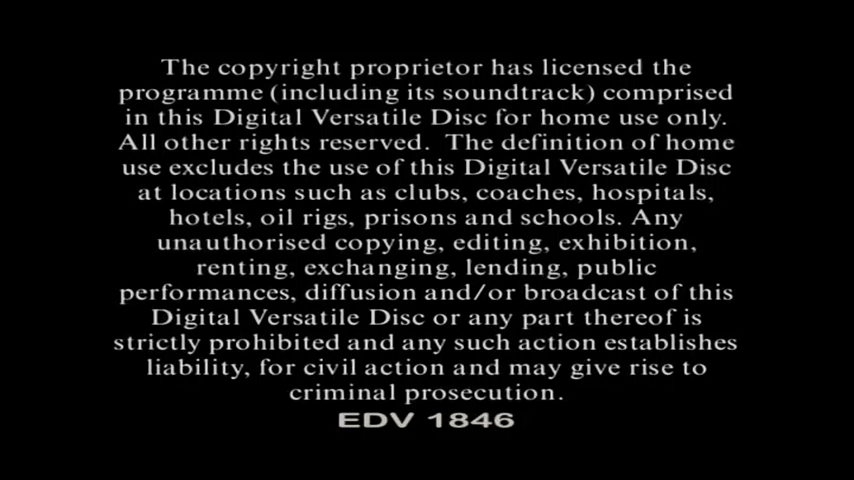 The copyright proprietor has licensed the
programme (including its soundtrack) comprised
in this Digital Versatile Disc for home use only.
All other rights reserved.  The definition of home
use excludes the use of this Digital Versatile Disc
at locations such as clubs, coaches, hospitals,
hotels, oil rigs, prisons and schools. Any
unauthorised copying, editing, exhibition,
renting, exchanging, lending, public
performances, diffusion and/or broadcast of this
Digital Versatile Disc or any part thereof is
strictly prohibited and any such action establishes
liability, for civil action and may give rise to
criminal prosecution.
EDV 1846